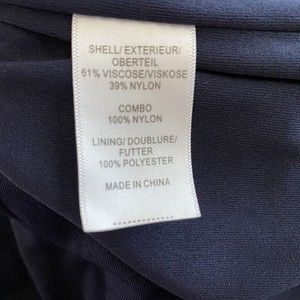 SHELL/ EXTERIEUR/
OBERTEIL
61% VISCOSE/VISKOSE
39% NYLON
COMBO
100% NYLON
LINING/ DOUBLURE/
FUTTER
100% POLYESTER
MADE IN CHINA